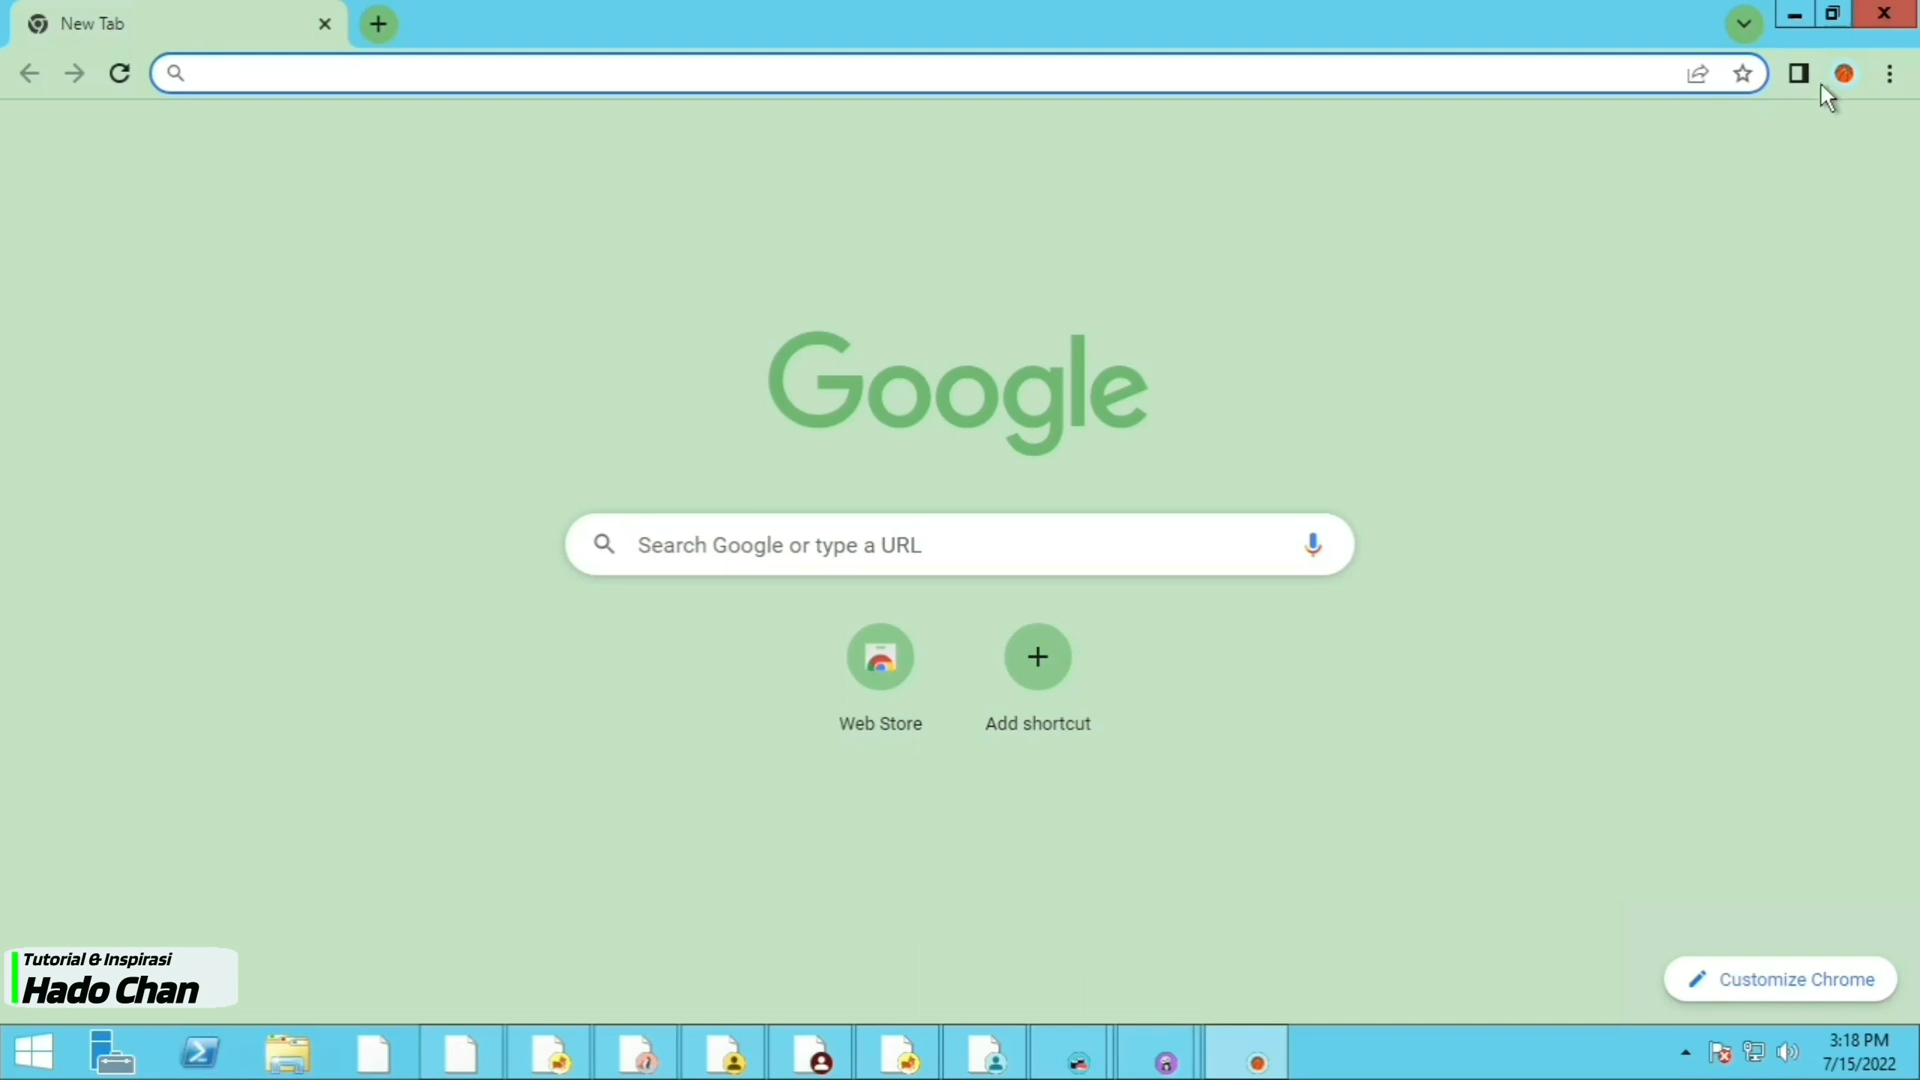 New Tab
Google
Search Google or type a URL
Web Store
Add shortcut
Tutorial & Inspirasi
Hado Chan
Customize Chrome
3:18 PM
7/15/2022